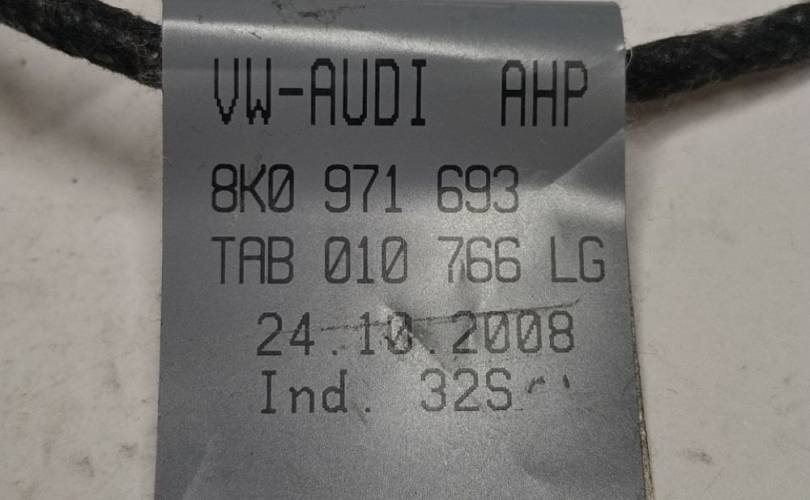 VW-AUDI AHP
8K0 971 693
TAB 010 766 LG
24.10.2008
Ind. 32S